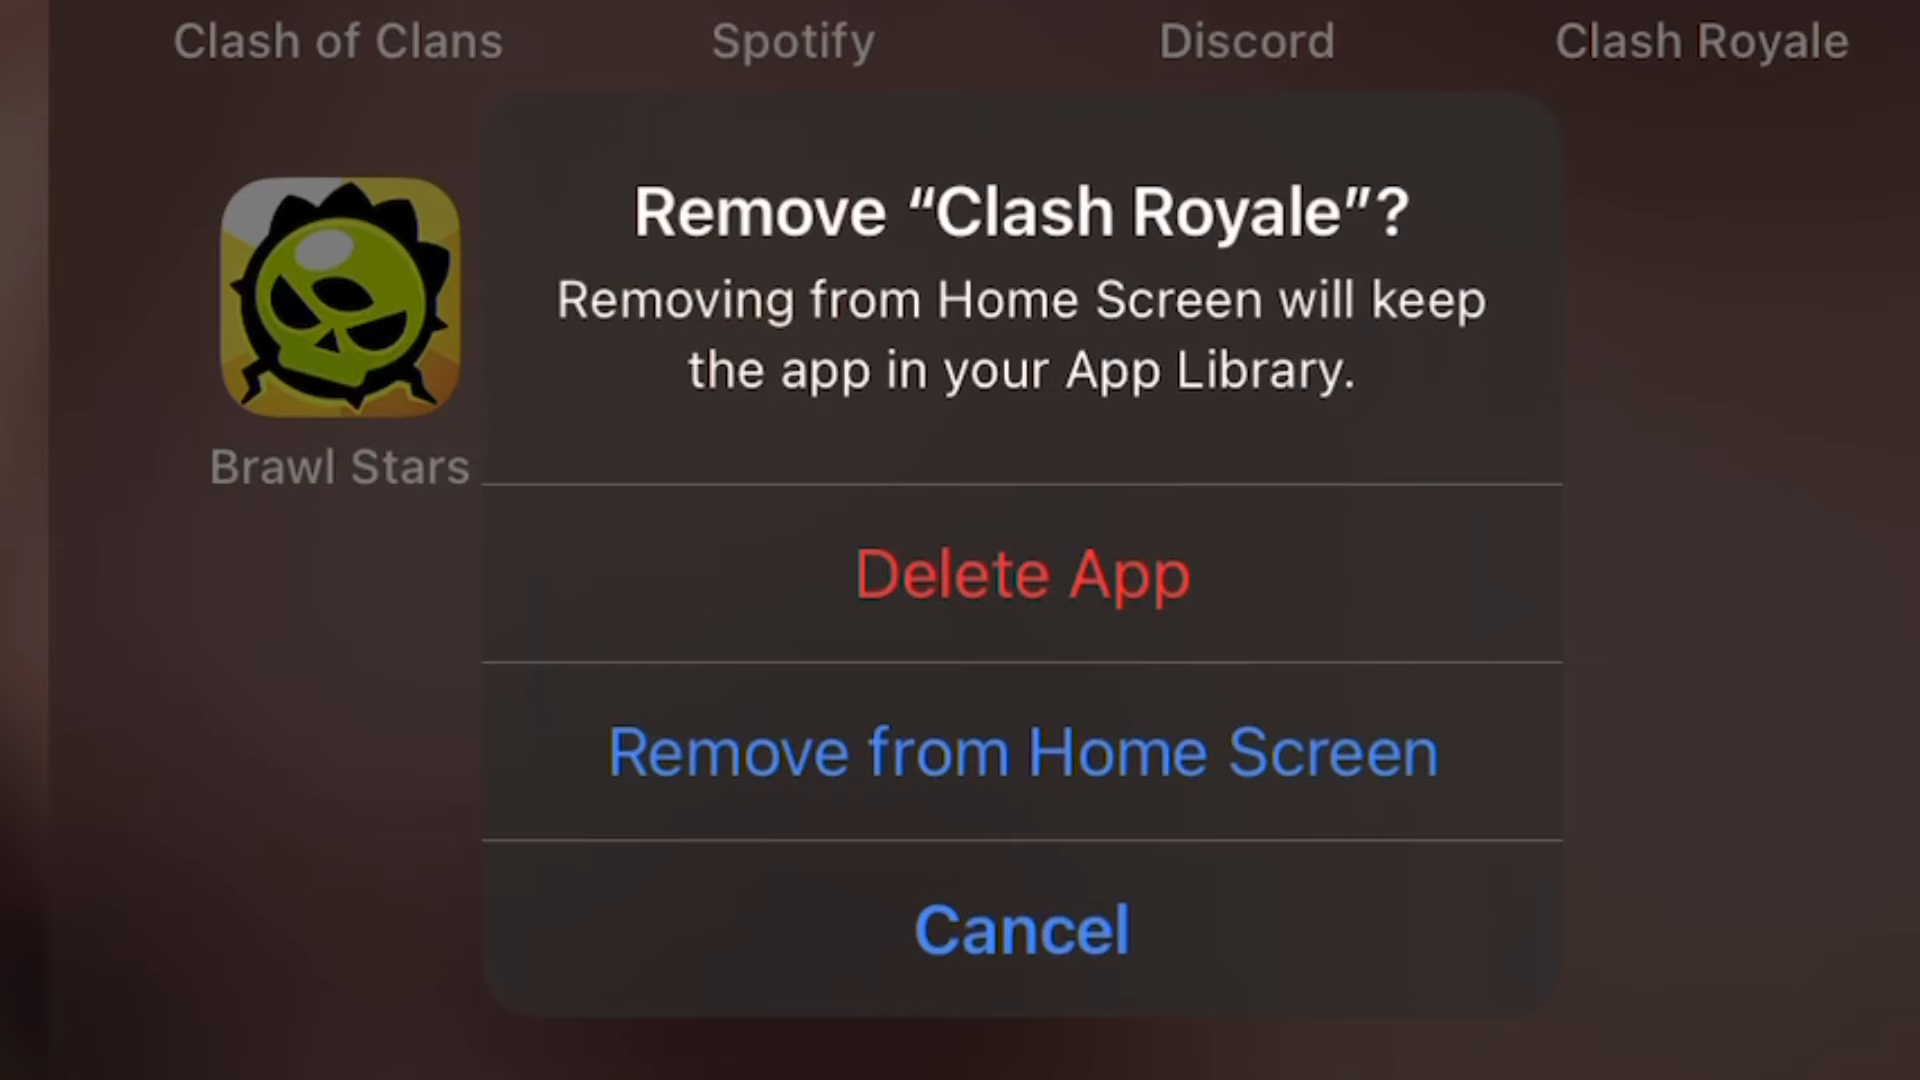 Clash of Clans Spotify Discord Clash Royale
Remove “Clash Royale”?
Removing from Home Screen will keep
the app in your App Library.
Brawl Stars
Delete App
Remove from Home Screen
Cancel